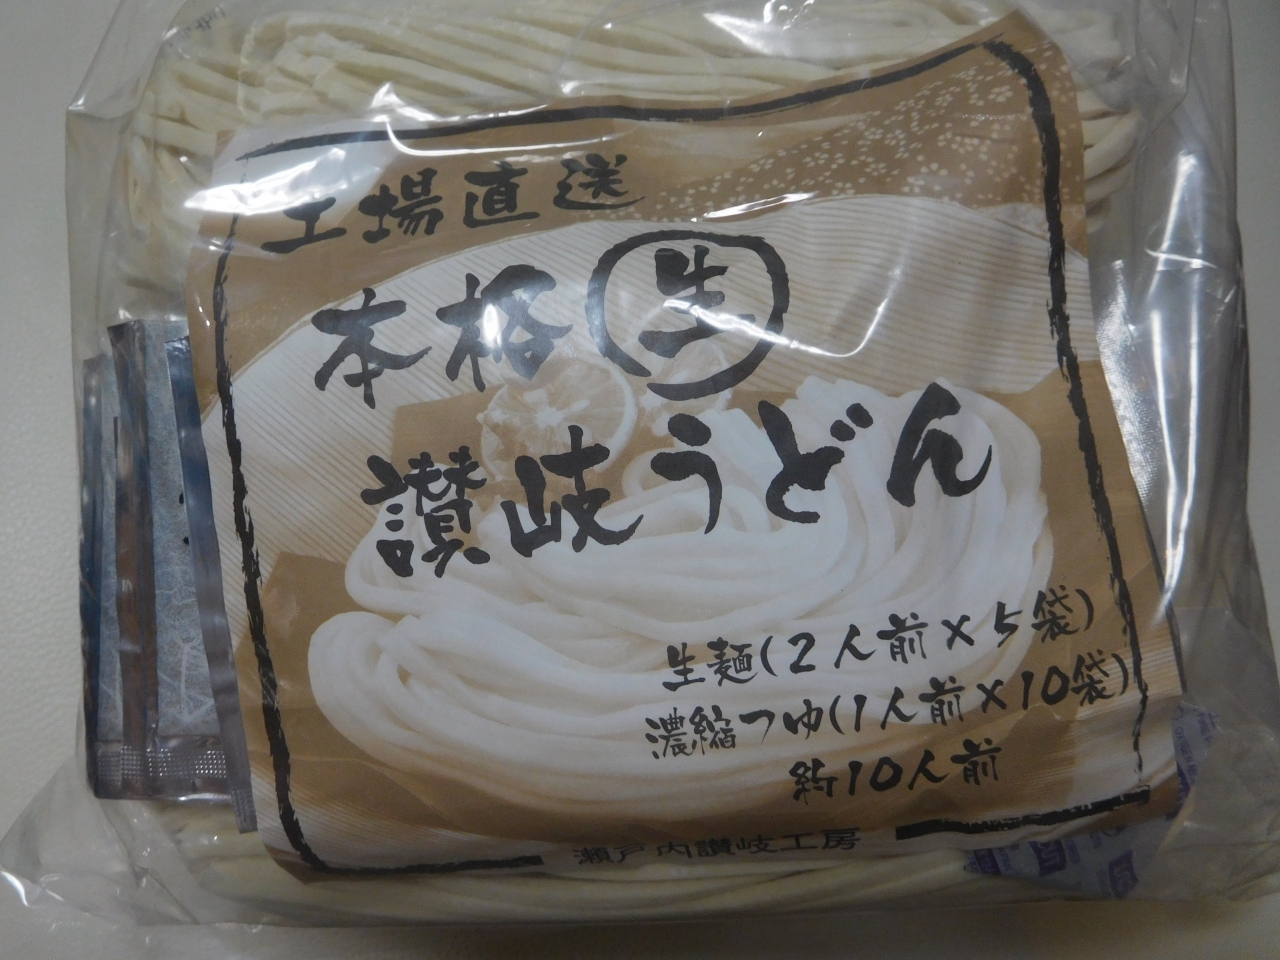 工場直送
本格生
讃岐うどん
生麺(2人前×5袋)
濃縮つゆ(1人前×10袋)
約10人前
瀬戸内讃岐工房